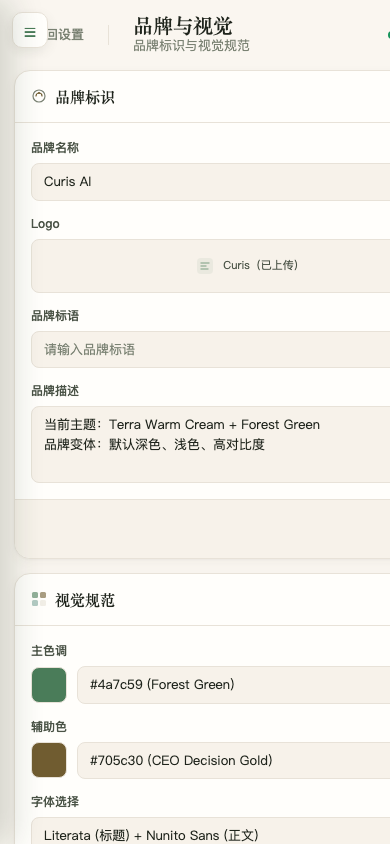 回设置
品牌与视觉
品牌标识与视觉规范
品牌标识
品牌名称
Curis AI
Logo
Curis（已上传）
品牌标语
请输入品牌标语
品牌描述
当前主题：Terra Warm Cream + Forest Green
品牌变体：默认深色、浅色、高对比度
视觉规范
主色调
#4a7c59 (Forest Green)
辅助色
#705c30 (CEO Decision Gold)
字体选择
Literata (标题) + Nunito Sans (正文)